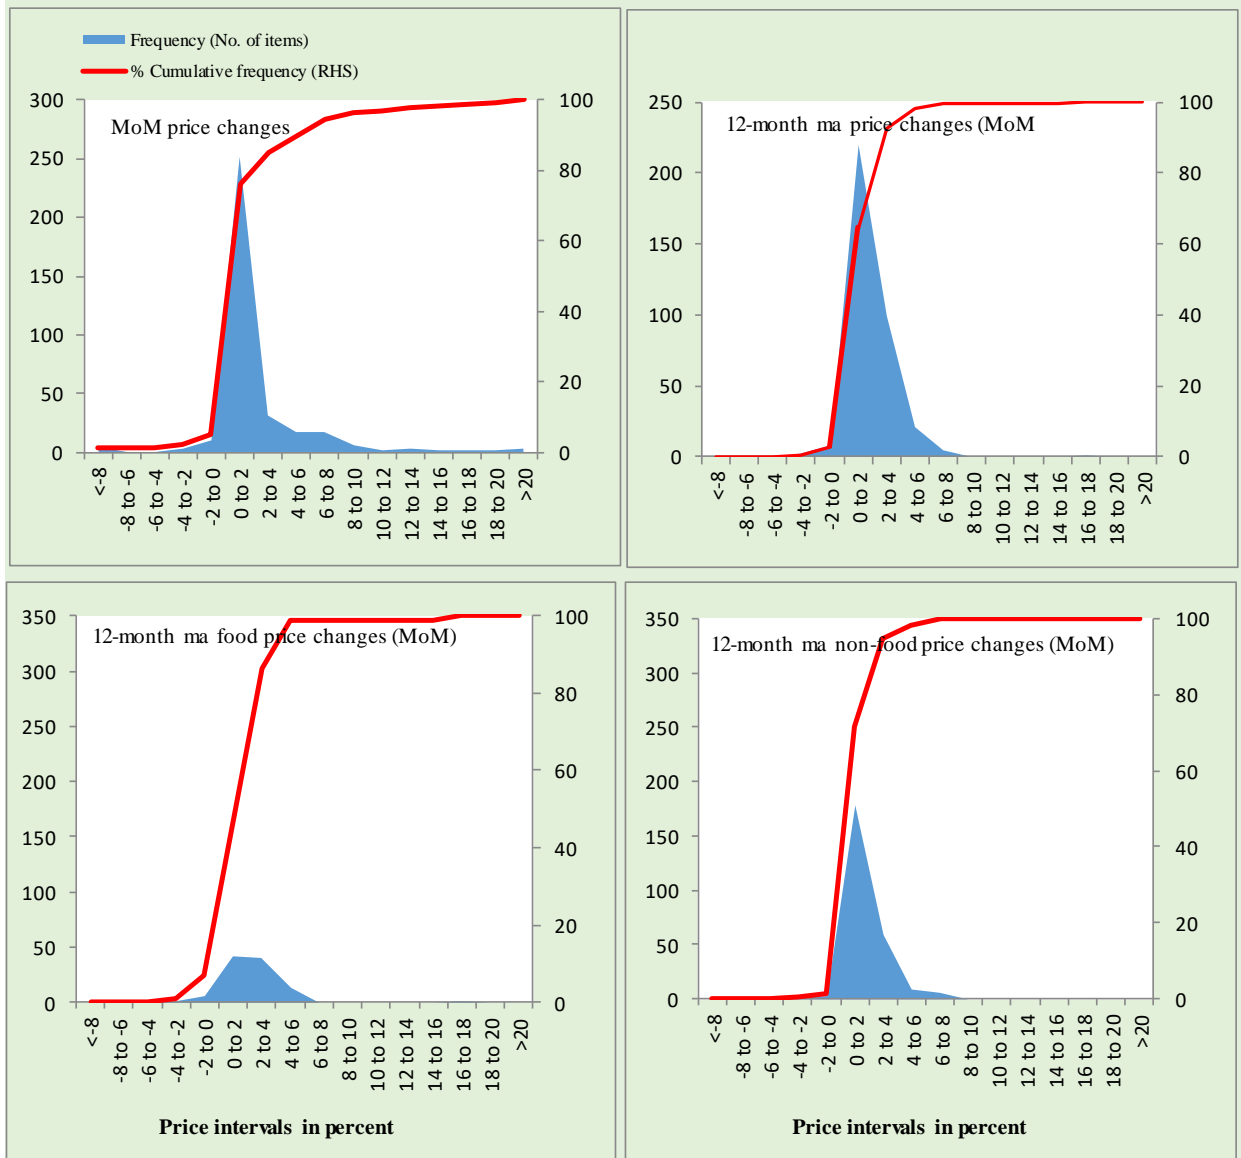 Frequency (No. of items)
% Cumulative frequency (RHS)
MoM price changes
300
250
200
150
100
50
0
100
80
60
40
20
0
<-8
-8 to -6
-6 to -4
-4 to -2
-2 to 0
0 to 2
2 to 4
4 to 6
6 to 8
8 to 10
10 to 12
12 to 14
14 to 16
16 to 18
18 to 20
>20
12-month ma price changes (MoM
250
200
150
100
50
0
100
80
60
40
20
0
<-8
-8 to -6
-6 to -4
-4 to -2
-2 to 0
0 to 2
2 to 4
4 to 6
6 to 8
8 to 10
10 to 12
12 to 14
14 to 16
16 to 18
18 to 20
>20
12-month ma food price changes (MoM)
350
300
250
200
150
100
50
0
100
80
60
40
20
0
<-8
-8 to -6
-6 to -4
-4 to -2
-2 to 0
0 to 2
2 to 4
4 to 6
6 to 8
8 to 10
10 to 12
12 to 14
14 to 16
16 to 18
18 to 20
>20
Price intervals in percent
12-month ma non-food price changes (MoM)
350
300
250
200
150
100
50
0
100
80
60
40
20
0
<-8
-8 to -6
-6 to -4
-4 to -2
-2 to 0
0 to 2
2 to 4
4 to 6
6 to 8
8 to 10
10 to 12
12 to 14
14 to 16
16 to 18
18 to 20
>20
Price intervals in percent